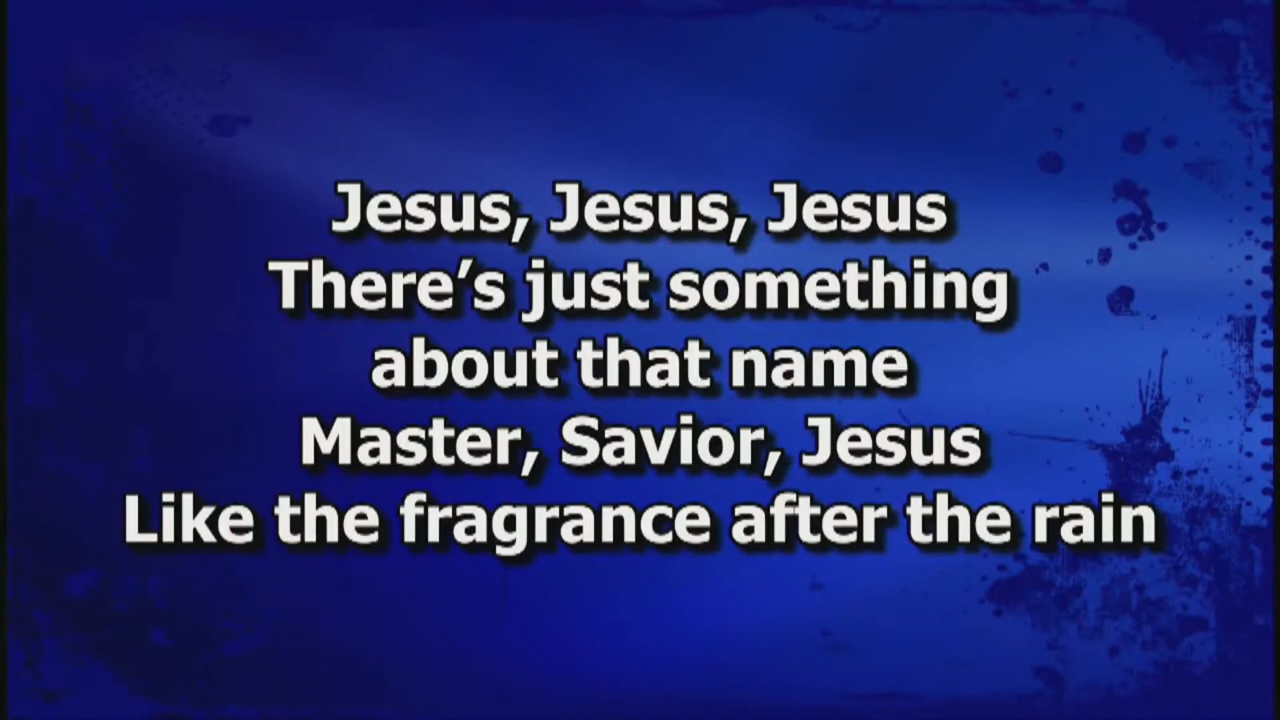 Jesus, Jesus, Jesus
There’s just something
about that name
Master, Savior, Jesus
Like the fragrance after the rain